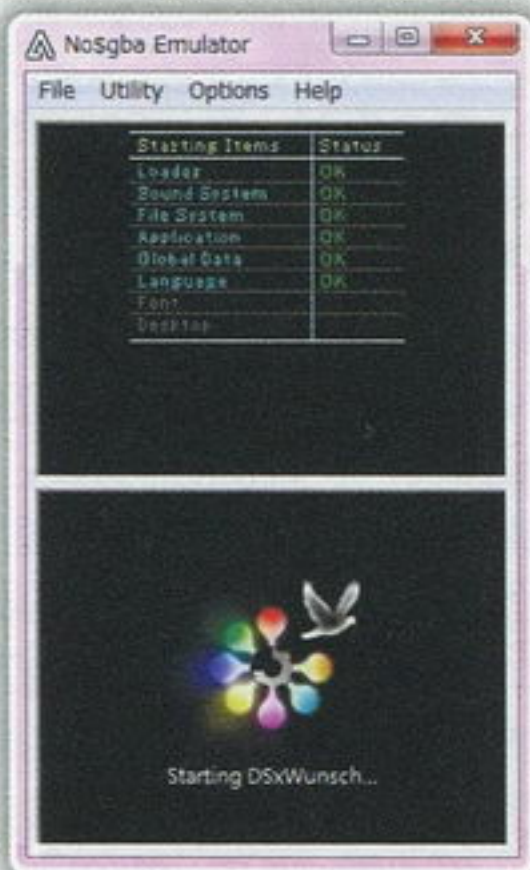 No$gba Emulator
File Utility Options Help
Starting Items Status
Loader OK
Sound System OK
File System OK
Application OK
Global Data OK
Language OK
Font
Desktop
Starting DSxWunsch...